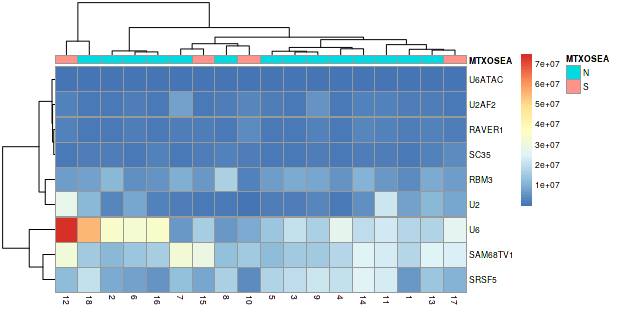 MTXOSEA
MTXOSEA
N
S
7e+07
6e+07
5e+07
4e+07
3e+07
2e+07
1e+07
U6ATAC
U2AF2
RAVER1
SC35
RBM3
U2
U6
SAM68TV1
SRSF5
12 18 2 6 16 7 15 8 10 5 3 9 4 14 11 1 13 17